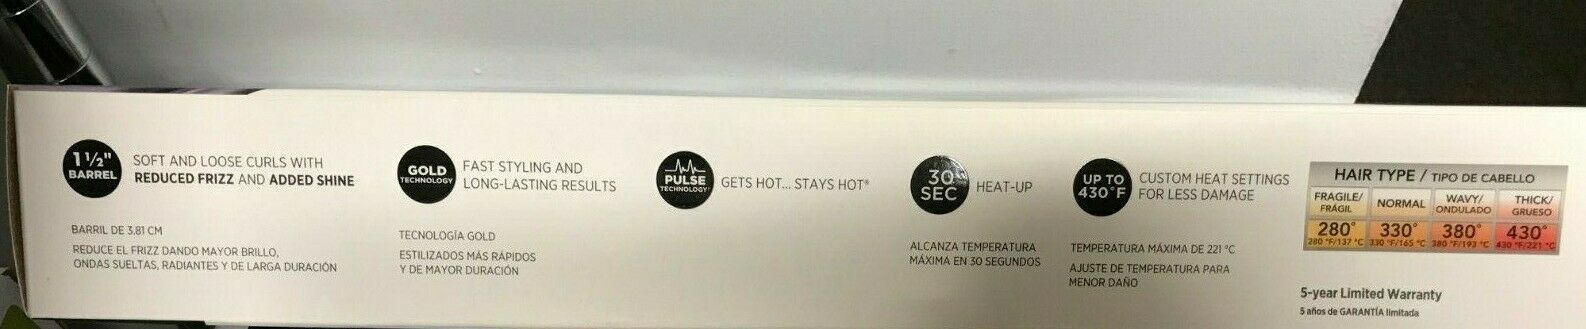 1 ½"
BARREL
SOFT AND LOOSE CURLS WITH
REDUCED FRIZZ AND ADDED SHINE
BARRIL DE 3.81 CM
REDUCE EL FRIZZ DANDO MAYOR BRILLO,
ONDAS SUELTAS, RADIANTES Y DE LARGA DURACIÓN
GOLD
TECHNOLOGY
FAST STYLING AND
LONG-LASTING RESULTS
TECNOLOGÍA GOLD
ESTILIZADOS MÁS RÁPIDOS
Y DE MAYOR DURACIÓN
PULSE
TECHNOLOGY®
GETS HOT... STAYS HOT®
30
SEC
HEAT-UP
ALCANZA TEMPERATURA
MÁXIMA EN 30 SEGUNDOS
UP TO
430°F
CUSTOM HEAT SETTINGS
FOR LESS DAMAGE
TEMPERATURA MÁXIMA DE 221 °C
AJUSTE DE TEMPERATURA PARA
MENOR DAÑO
HAIR TYPE / TIPO DE CABELLO
FRAGILE/
FRÁGIL
NORMAL
WAVY/
ONDULADO
THICK/
GRUESO
280° 330° 380° 430°
280 °F/137 °C 330 °F/165 °C 380 °F/193 °C 430 °F/221 °C
5-year Limited Warranty
5 años de GARANTÍA limitada